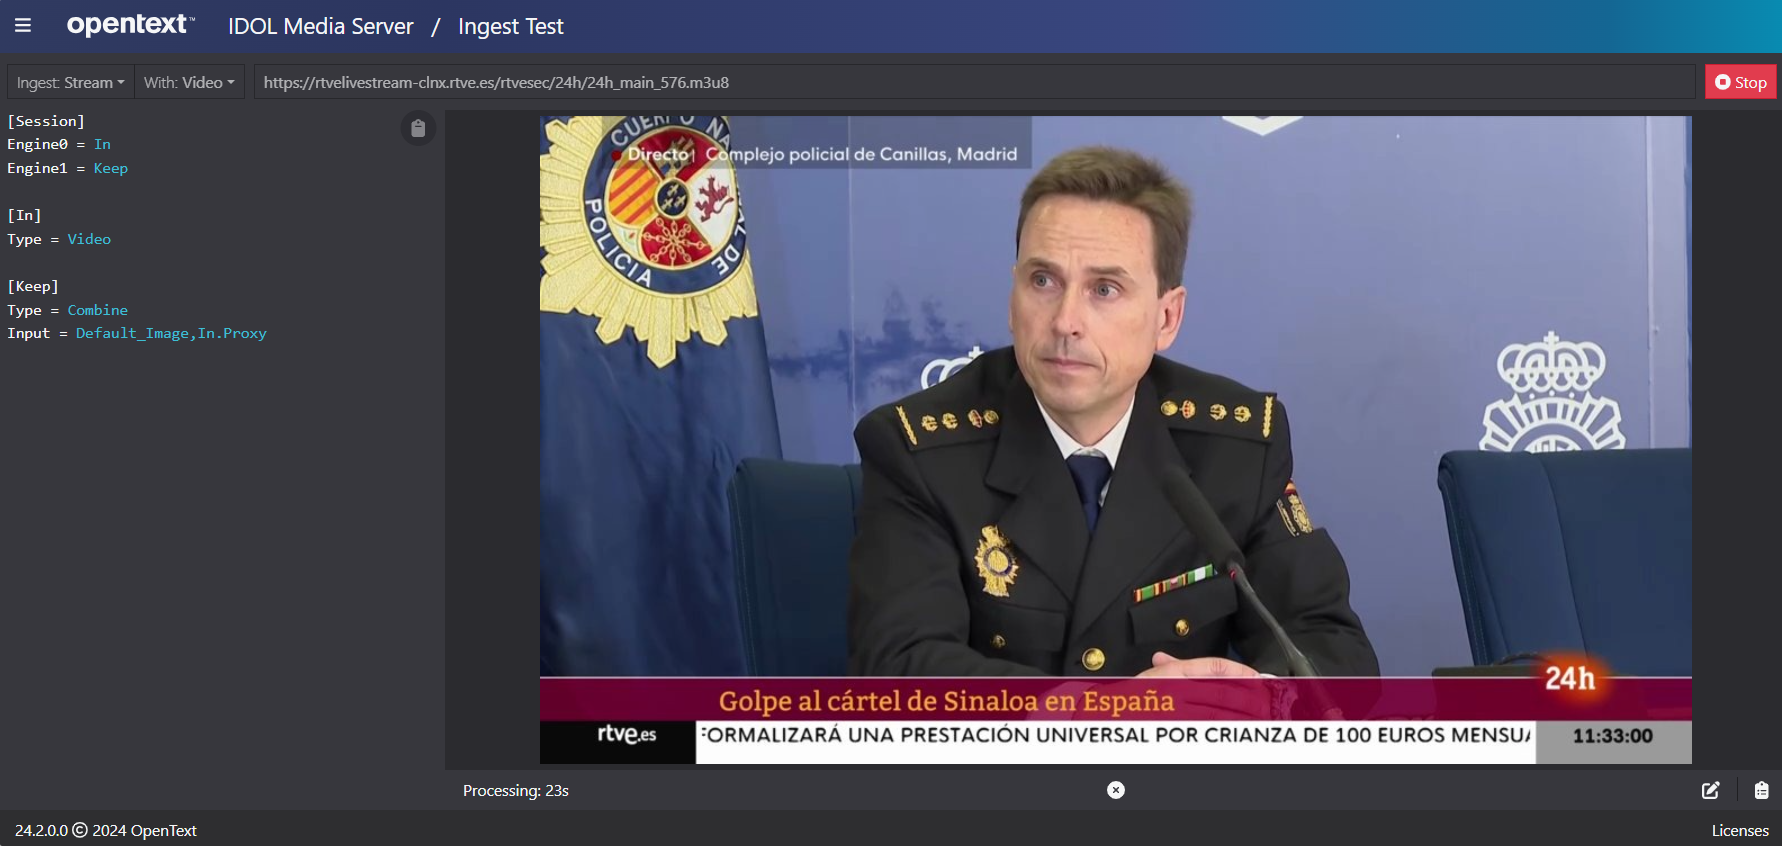 opentext™ IDOL Media Server / Ingest Test
Ingest: Stream With: Video https://rtvelivestream-clnx.rtve.es/rtvesec/24h/24h_main_576.m3u8 Stop
[Session]
Engine0 = In
Engine1 = Keep
[In]
Type = Video
[Keep]
Type = Combine
Input = Default_Image,In.Proxy
CUERPO NACIONAL DE
POLICIA
Directo| Complejo policial de Canillas, Madrid
24h
Golpe al cártel de Sinaloa en España
rtve.es FORMALIZARÁ UNA PRESTACIÓN UNIVERSAL POR CRIANZA DE 100 EUROS MENSUA 11:33:00
Processing: 23s
24.2.0.0 © 2024 OpenText Licenses